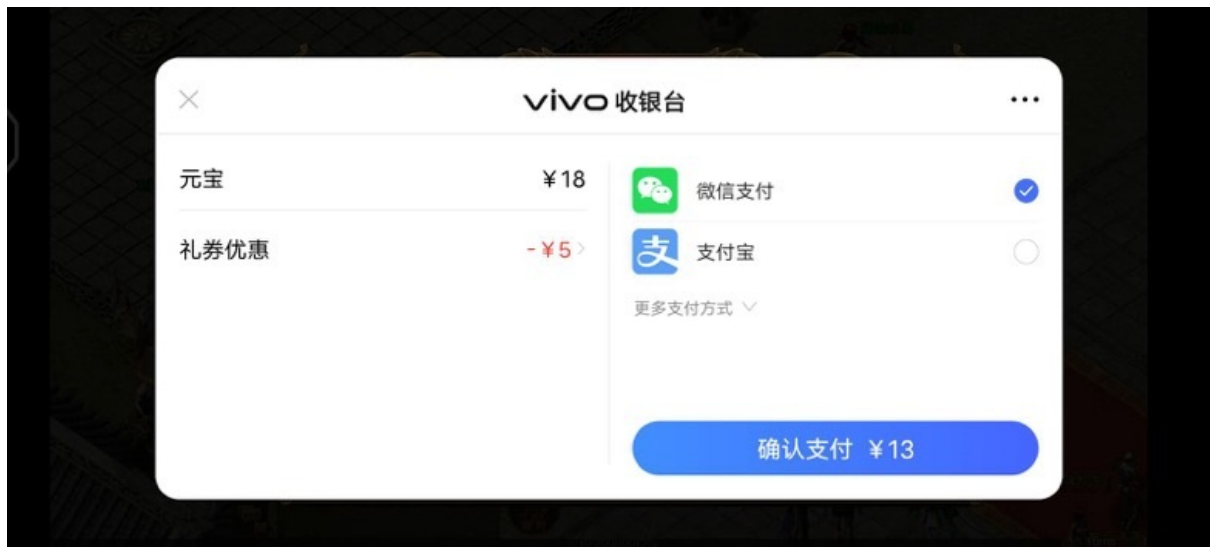 vivo 收银台
元宝 ¥18
礼券优惠 -¥5
微信支付
支付宝
更多支付方式
确认支付 ¥13